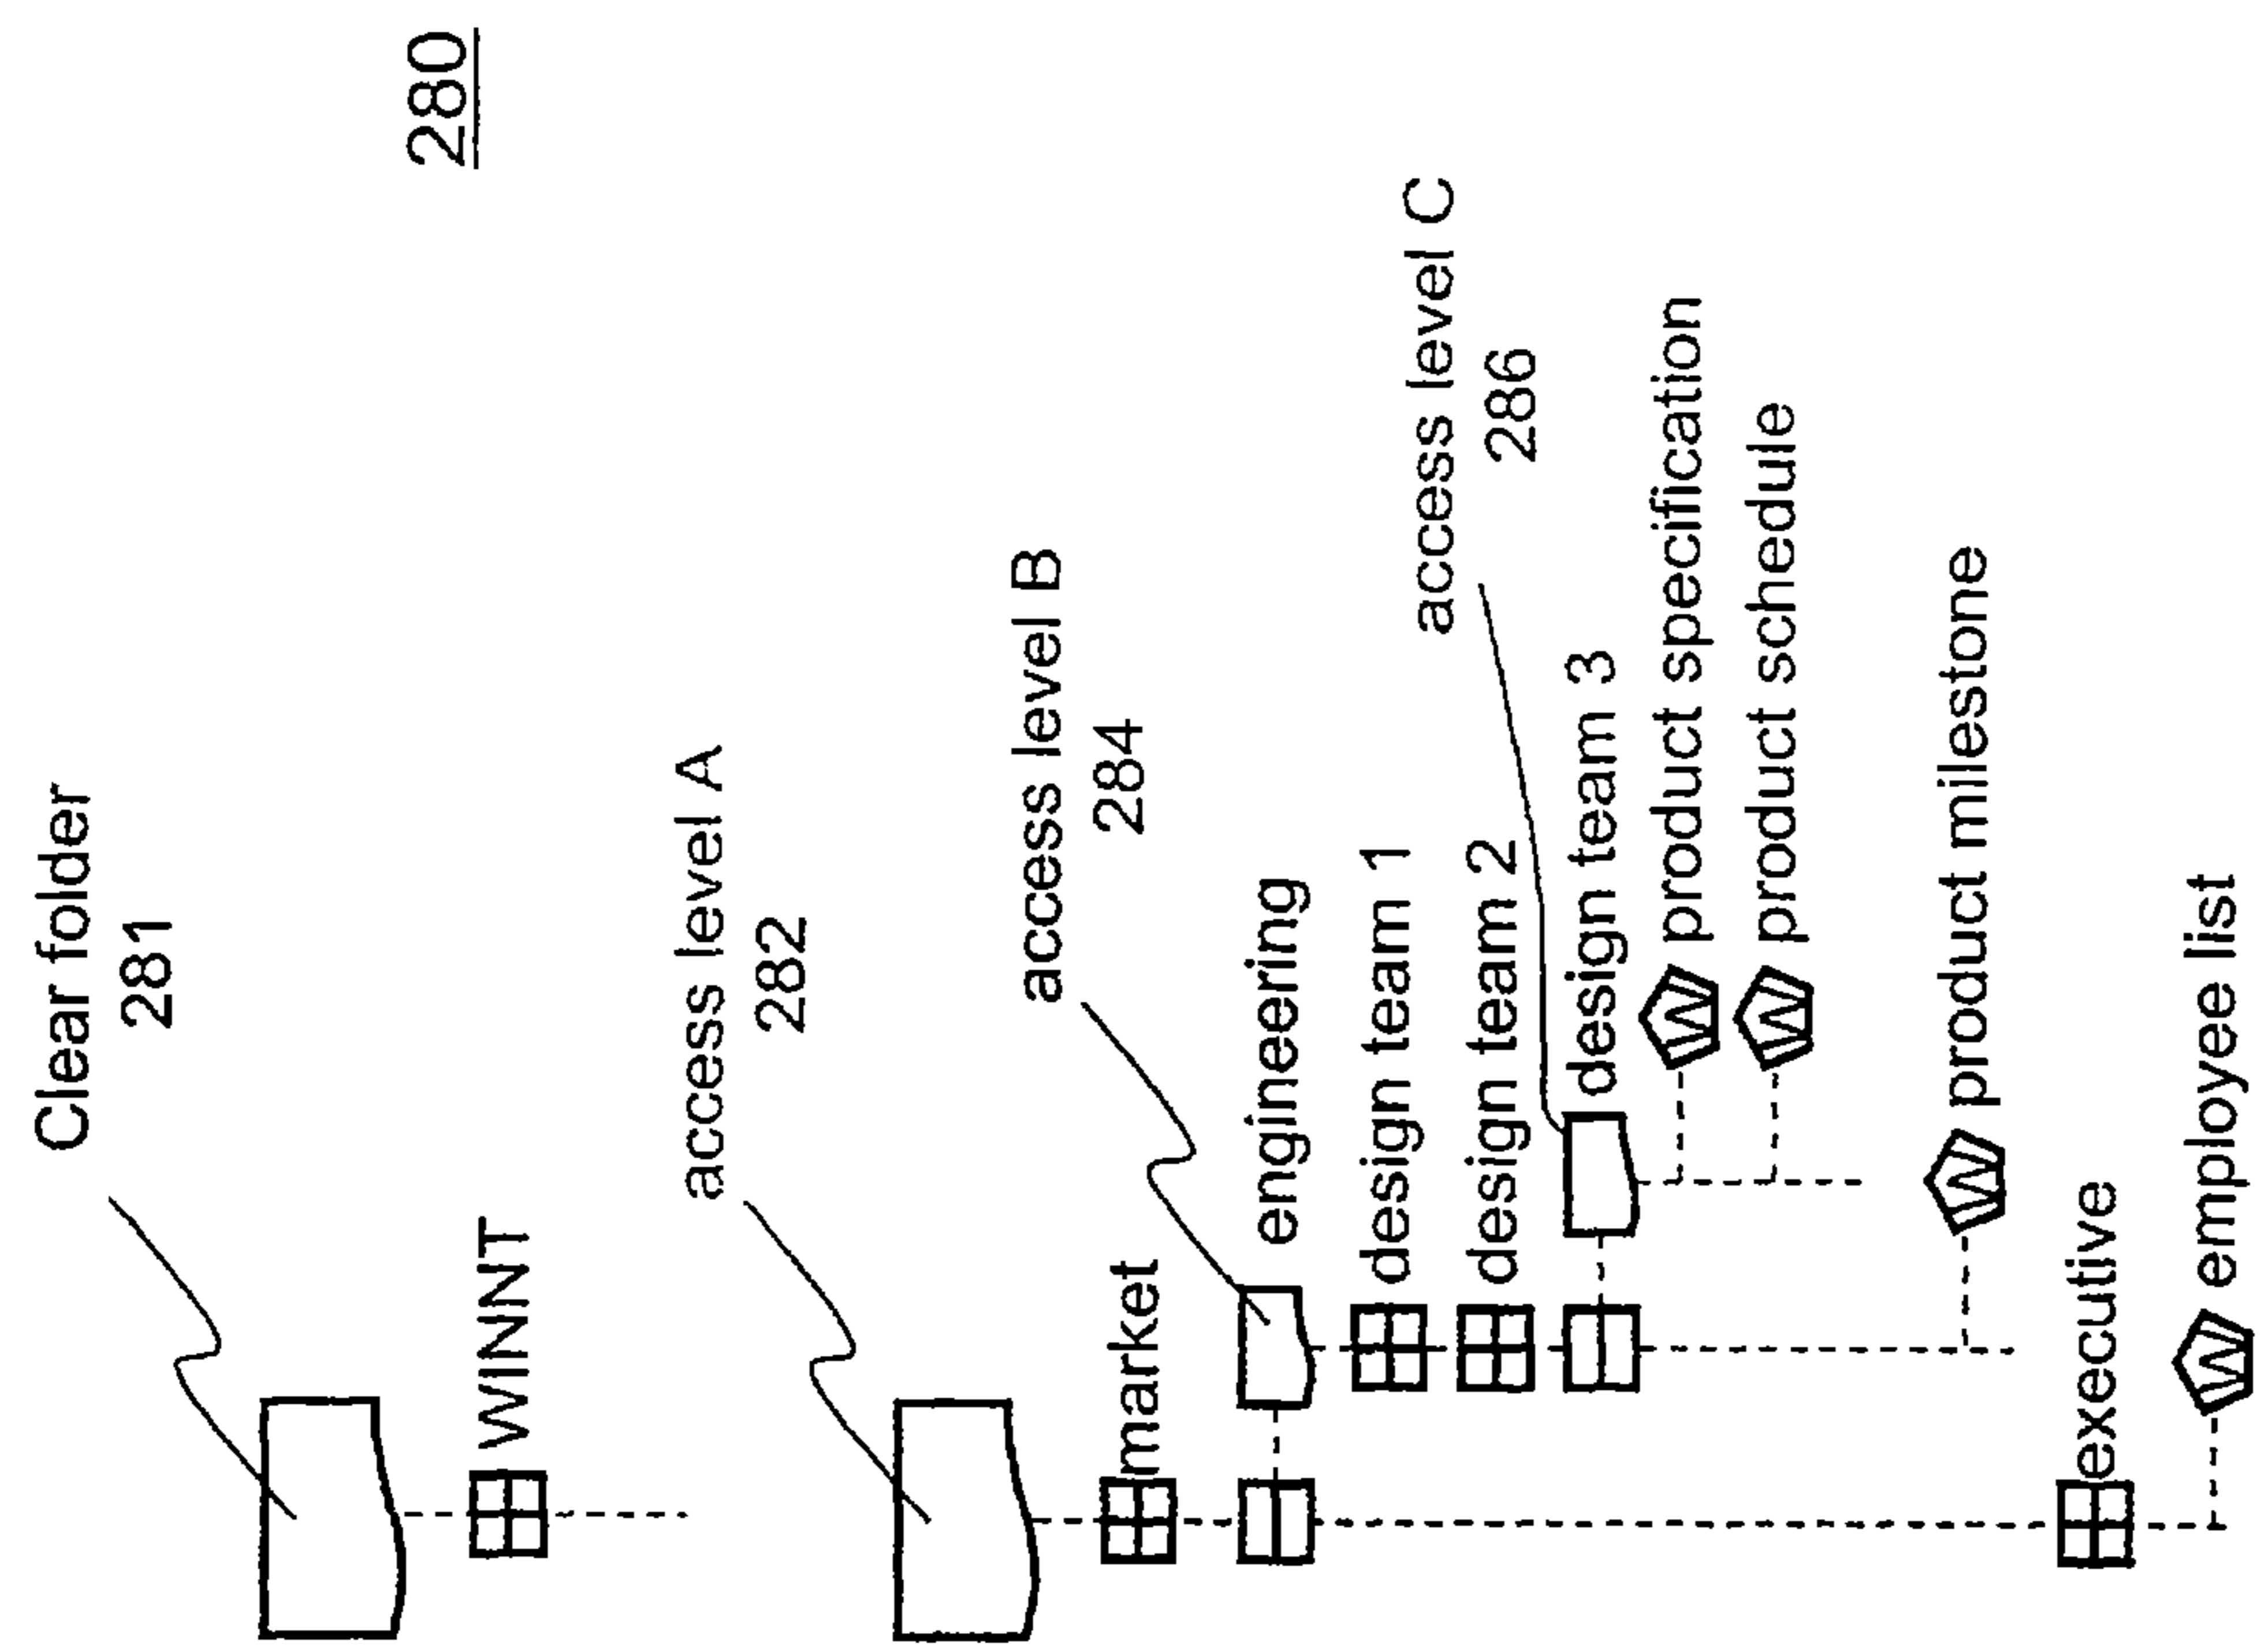 280
Clear folder
281
WINNT
access level A
282
market
access level B
284
engineering
design team 1
design team 2
access level C
286
design team 3
W product specification
W product schedule
W product milestone
executive
W employee list